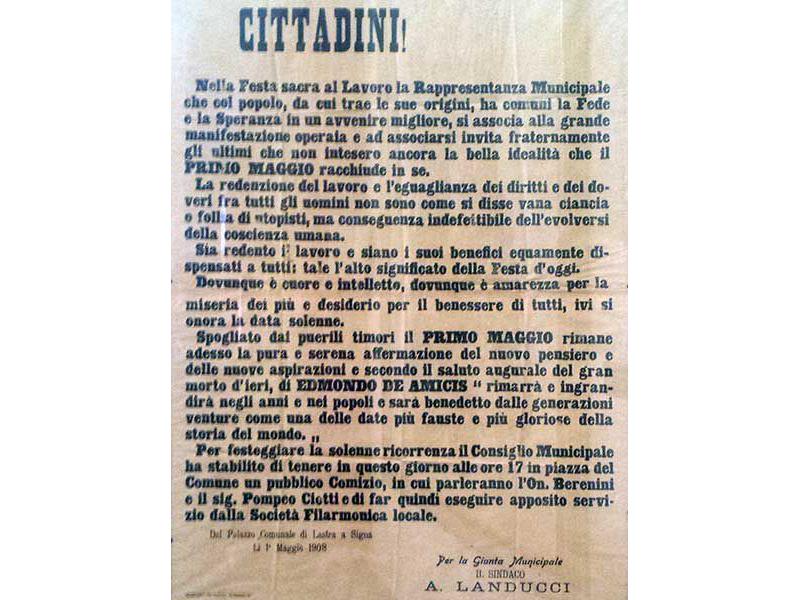 CITTADINI!
Nella Festa sacra al Lavoro la Rappresentanza Municipale
che col popolo, da cui trae le sue origini, ha comuni la Fede
e la Speranza in un avvenire migliore, si associa alla grande
manifestazione operaia e ad associarsi invita fraternamente
gli ultimi che non intesero ancora la bella idealità che il
PRIMO MAGGIO racchiude in se.
La redenzione del lavoro e l'eguaglianza dei diritti e dei do-
veri fra tutti gli uomini non sono come si disse vana ciancia
e follia di utopisti, ma conseguenza indefettibile dell'evolversi
della coscienza umana.
Sia redento il lavoro e siano i suoi benefici equamente di-
spensati a tutti: tale l'alto significato della Festa d'oggi.
Dovunque è cuore e intelletto, dovunque è amarezza per la
miseria dei più e desiderio per il benessere di tutti, ivi si
onora la data solenne.
Spogliato dai puerili timori il PRIMO MAGGIO rimane
adesso la pura e serena affermazione del nuovo pensiero e
delle nuove aspirazioni e secondo il saluto augurale del gran
morto d'ieri, di EDMONDO DE AMICIS " rimarrà e ingran-
dirà negli anni e nei popoli e sarà benedetto dalle generazioni
venture come una delle date più fauste e più gloriose della
storia del mondo. „
Per festeggiare la solenne ricorrenza il Consiglio Municipale
ha stabilito di tenere in questo giorno alle ore 17 in piazza del
Comune un pubblico Comizio, in cui parleranno l'On. Berenini
e il sig. Pompeo Ciotti e di far quindi eseguire apposito servi-
zio dalla Società Filarmonica locale.
Dal Palazzo Comunale di Lastra a Signa
Li 1° Maggio 1908
Per la Giunta Municipale
IL SINDACO
A. LANDUCCI